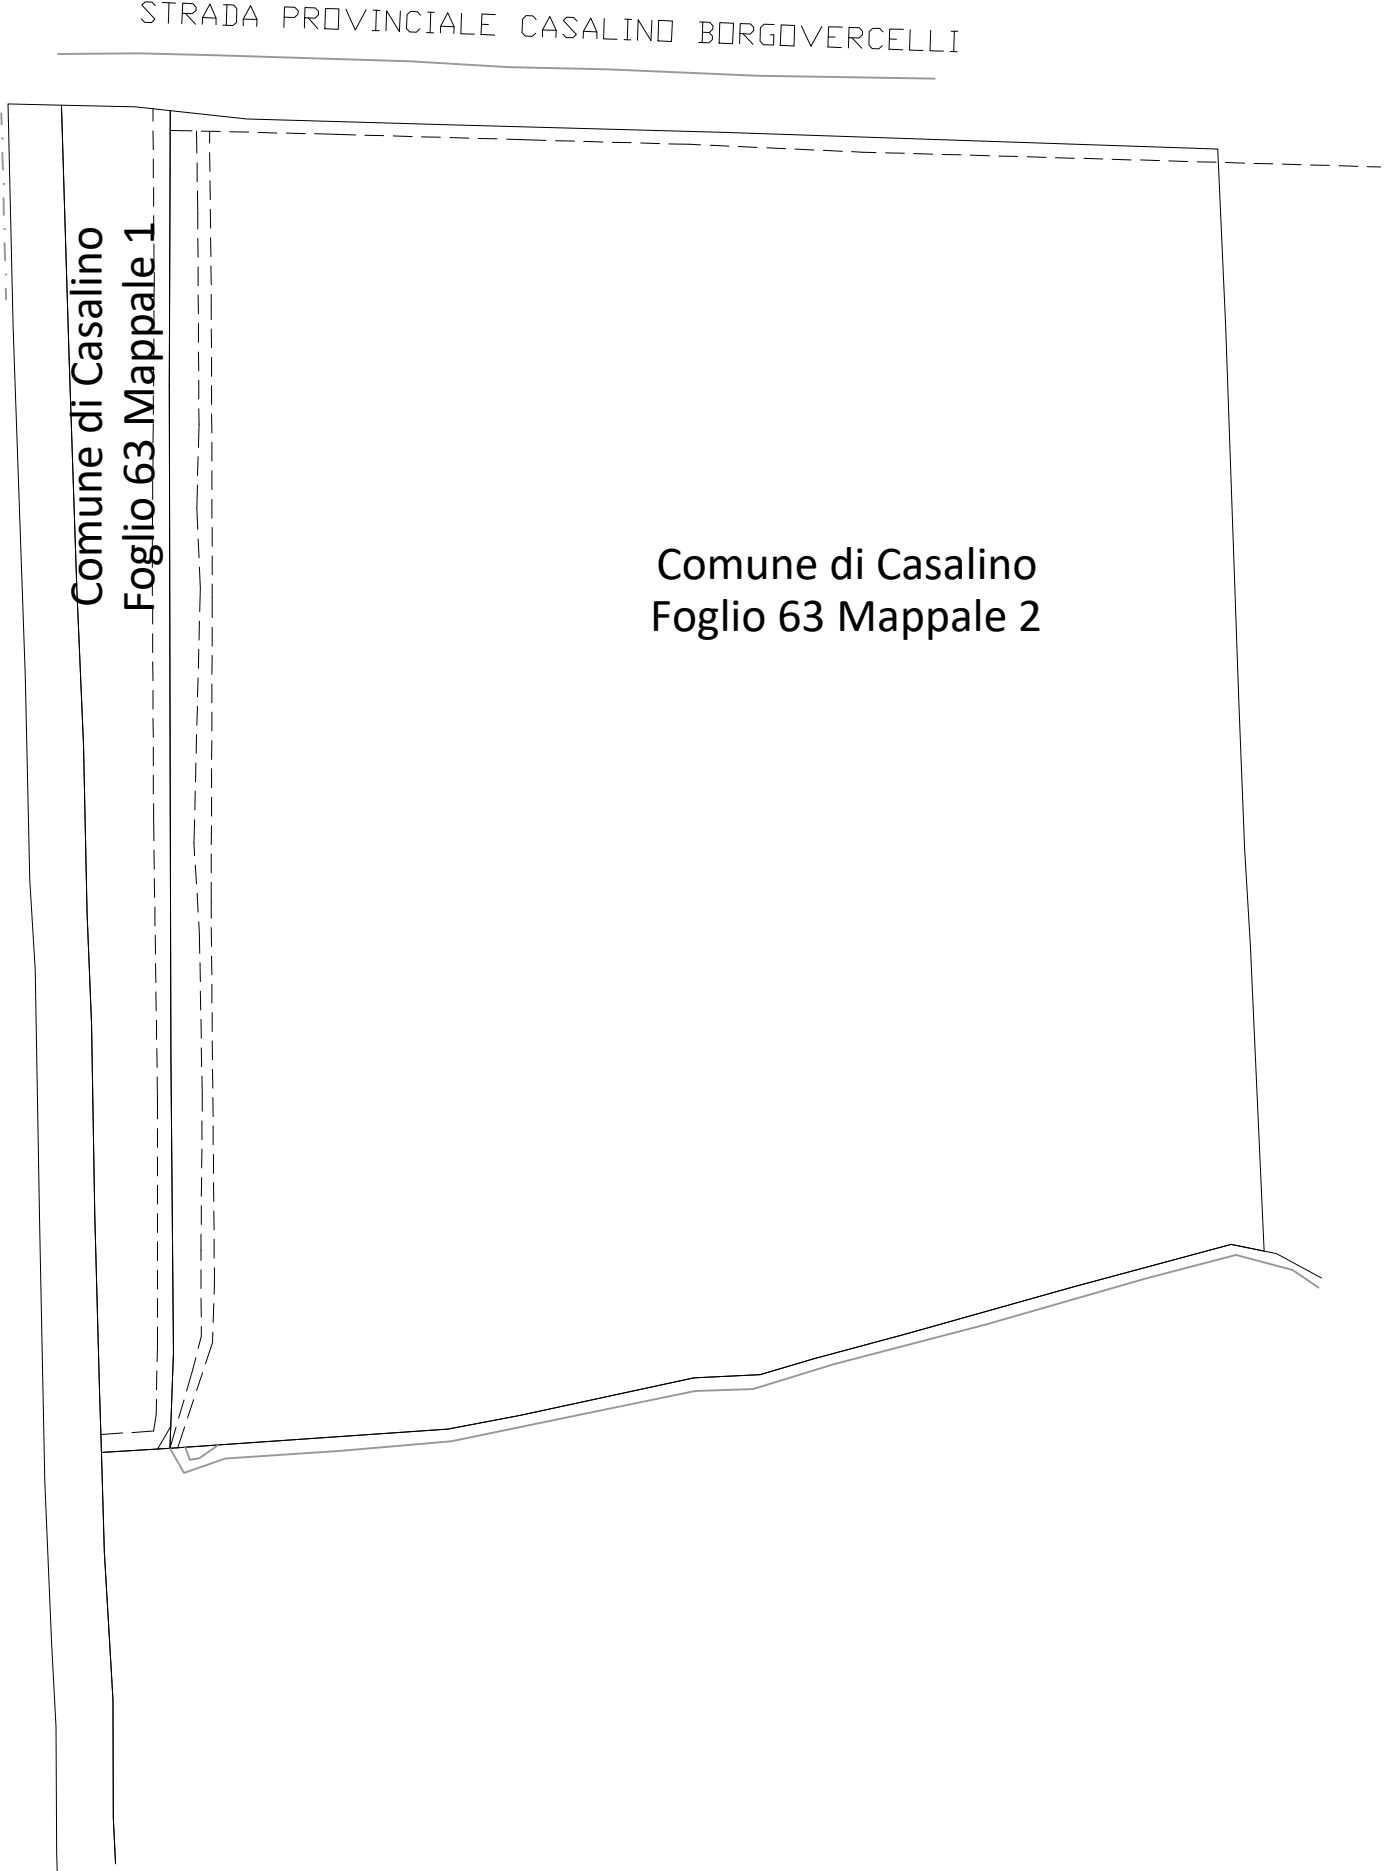 STRADA PROVINCIALE CASALINO BORGOVERCELLI
Comune di Casalino
Foglio 63 Mappale 1
Comune di Casalino
Foglio 63 Mappale 2